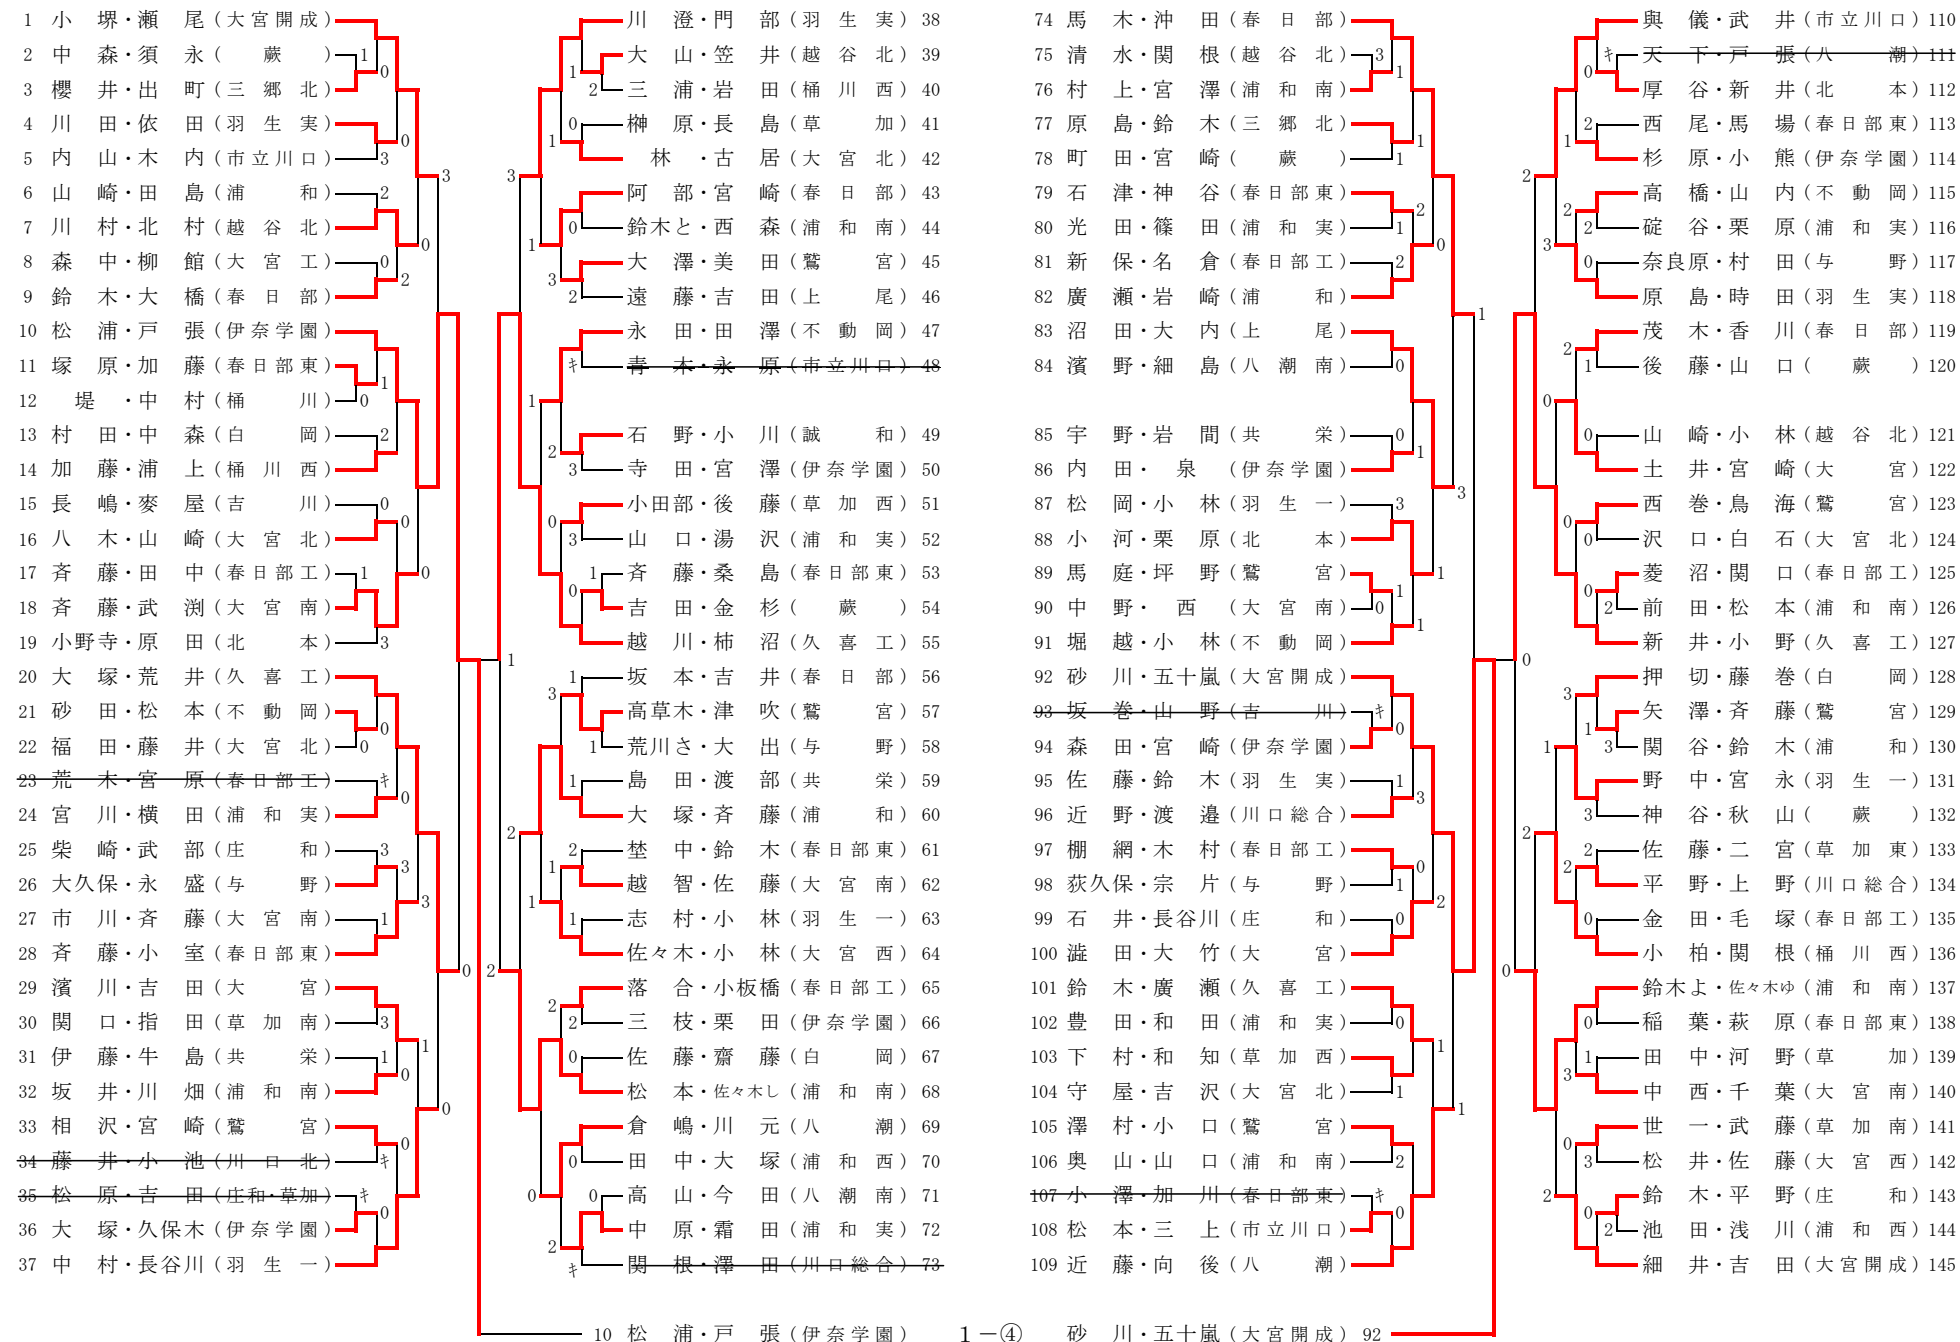 1 小堺・瀬尾(大宮開成)
2 中森・須永(蕨)
3 櫻井・出町(三郷北)
4 川田・依田(羽生実)
5 内山・木内(市立川口)
6 山崎・田島(浦和)
7 川村・北村(越谷北)
8 森中・柳館(大宮工)
9 鈴木・大橋(春日部)
10 松浦・戸張(伊奈学園)
11 塚原・加藤(春日部東)
12 堤・中村(桶川)
13 村田・中森(白岡)
14 加藤・浦上(桶川西)
15 長嶋・麥屋(吉川)
16 八木・山崎(大宮北)
17 斉藤・田中(春日部工)
18 斉藤・武渕(大宮南)
19 小野寺・原田(北本)
20 大塚・荒井(久喜工)
21 砂田・松本(不動岡)
22 福田・藤井(大宮北)
23 荒木・宮原(春日部工)
24 宮川・横田(浦和実)
25 柴崎・武部(庄和)
26 大久保・永盛(与野)
27 市川・斉藤(大宮南)
28 斉藤・小室(春日部東)
29 濱川・吉田(大宮)
30 関口・指田(草加南)
31 伊藤・牛島(共栄)
32 坂井・川畑(浦和南)
33 相沢・宮崎(鷲宮)
34 藤井・小池(川口北)
35 松原・吉田(庄和・草加)
36 大塚・久保木(伊奈学園)
37 中村・長谷川(羽生一)
川澄・門部(羽生実) 38
大山・笠井(越谷北) 39
三浦・岩田(桶川西) 40
榊原・長島(草加) 41
林・古居(大宮北) 42
阿部・宮崎(春日部) 43
鈴木と・西森(浦和南) 44
大澤・美田(鷲宮) 45
遠藤・吉田(上尾) 46
永田・田澤(不動岡) 47
青木・永原(市立川口) 48
石野・小川(誠和) 49
寺田・宮澤(伊奈学園) 50
小田部・後藤(草加西) 51
山口・湯沢(浦和実) 52
斉藤・桑島(春日部東) 53
吉田・金杉(蕨) 54
越川・柿沼(久喜工) 55
坂本・吉井(春日部) 56
高草木・津吹(鷲宮) 57
荒川さ・大出(与野) 58
島田・渡部(共栄) 59
大塚・斉藤(浦和) 60
埜中・鈴木(春日部東) 61
越智・佐藤(大宮南) 62
志村・小林(羽生一) 63
佐々木・小林(大宮西) 64
落合・小板橋(春日部工) 65
三枝・栗田(伊奈学園) 66
佐藤・齋藤(白岡) 67
松本・佐々木し(浦和南) 68
倉嶋・川元(八潮) 69
田中・大塚(浦和西) 70
高山・今田(八潮南) 71
中原・霜田(浦和実) 72
関根・澤田(川口総合) 73
74 馬木・沖田(春日部)
75 清水・関根(越谷北)
76 村上・宮澤(浦和南)
77 原島・鈴木(三郷北)
78 町田・宮崎(蕨)
79 石津・神谷(春日部東)
80 光田・篠田(浦和実)
81 新保・名倉(春日部工)
82 廣瀬・岩崎(浦和)
83 沼田・大内(上尾)
84 濱野・細島(八潮南)
85 宇野・岩間(共栄)
86 内田・泉(伊奈学園)
87 松岡・小林(羽生一)
88 小河・栗原(北本)
89 馬庭・坪野(鷲宮)
90 中野・西(大宮南)
91 堀越・小林(不動岡)
92 砂川・五十嵐(大宮開成)
93 坂巻・山野(吉川)
94 森田・宮崎(伊奈学園)
95 佐藤・鈴木(羽生実)
96 近野・渡邉(川口総合)
97 棚網・木村(春日部工)
98 荻久保・宗片(与野)
99 石井・長谷川(庄和)
100 澁田・大竹(大宮)
101 鈴木・廣瀬(久喜工)
102 豊田・和田(浦和実)
103 下村・和知(草加西)
104 守屋・吉沢(大宮北)
105 澤村・小口(鷲宮)
106 奥山・山口(浦和南)
107 小澤・加川(春日部東)
108 松本・三上(市立川口)
109 近藤・向後(八潮)
與儀・武井(市立川口) 110
天下・戸張(八潮) 111
厚谷・新井(北本) 112
西尾・馬場(春日部東) 113
杉原・小熊(伊奈学園) 114
高橋・山内(不動岡) 115
碇谷・栗原(浦和実) 116
奈良原・村田(与野) 117
原島・時田(羽生実) 118
茂木・香川(春日部) 119
後藤・山口(蕨) 120
山崎・小林(越谷北) 121
土井・宮崎(大宮) 122
西巻・鳥海(鷲宮) 123
沢口・白石(大宮北) 124
菱沼・関口(春日部工) 125
前田・松本(浦和南) 126
新井・小野(久喜工) 127
押切・藤巻(白岡) 128
矢澤・斉藤(鷲宮) 129
関谷・鈴木(浦和) 130
野中・宮永(羽生一) 131
神谷・秋山(蕨) 132
佐藤・二宮(草加東) 133
平野・上野(川口総合) 134
金田・毛塚(春日部工) 135
小柏・関根(桶川西) 136
鈴木よ・佐々木ゆ(浦和南) 137
稲葉・萩原(春日部東) 138
田中・河野(草加) 139
中西・千葉(大宮南) 140
世一・武藤(草加南) 141
松井・佐藤(大宮西) 142
鈴木・平野(庄和) 143
池田・浅川(浦和西) 144
細井・吉田(大宮開成) 145
10 松浦・戸張(伊奈学園) 1－④ 砂川・五十嵐(大宮開成) 92